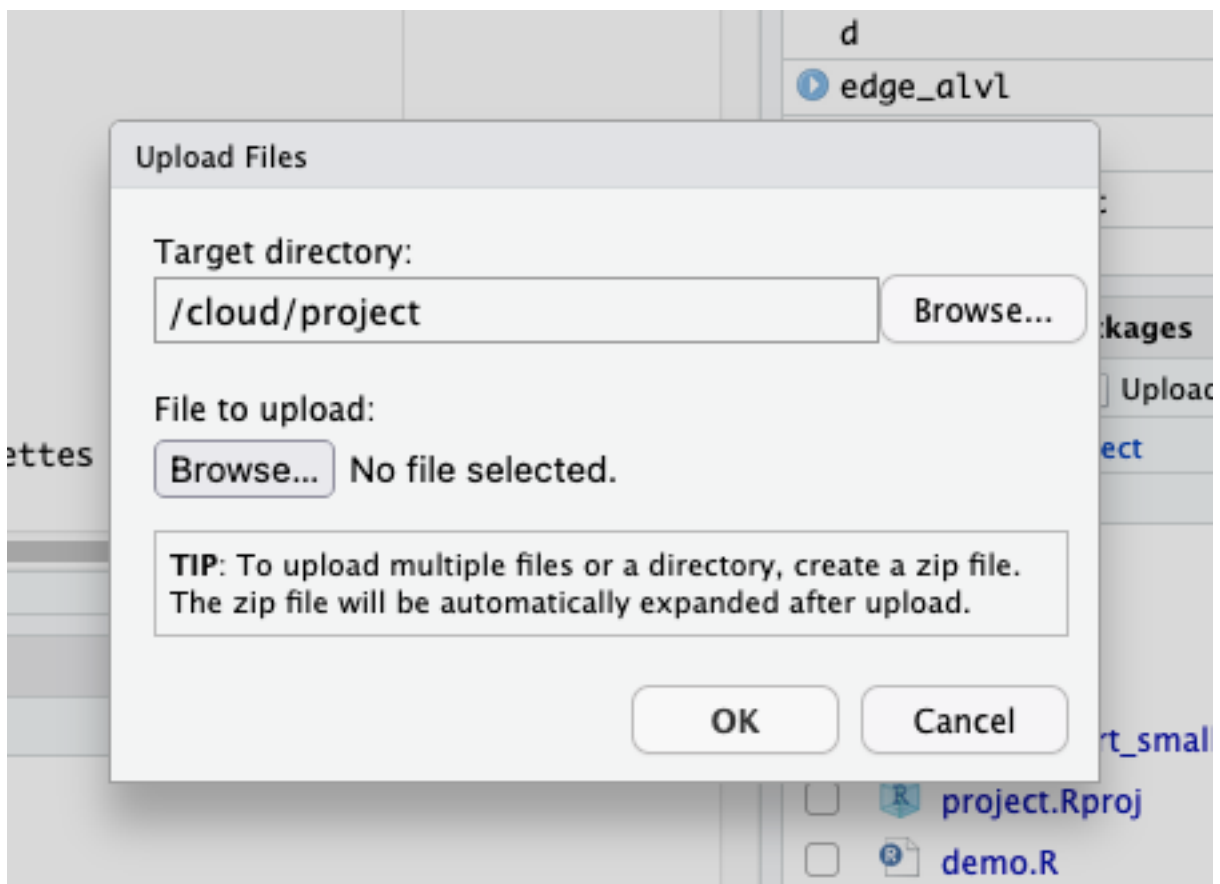 d
edge_alvl
Upload Files
Target directory:
/cloud/project
Browse...
kages
Upload
File to upload:
ettes
Browse... No file selected.
ect
TIP: To upload multiple files or a directory, create a zip file.
The zip file will be automatically expanded after upload.
OK
Cancel
rt_small
project.Rproj
demo.R